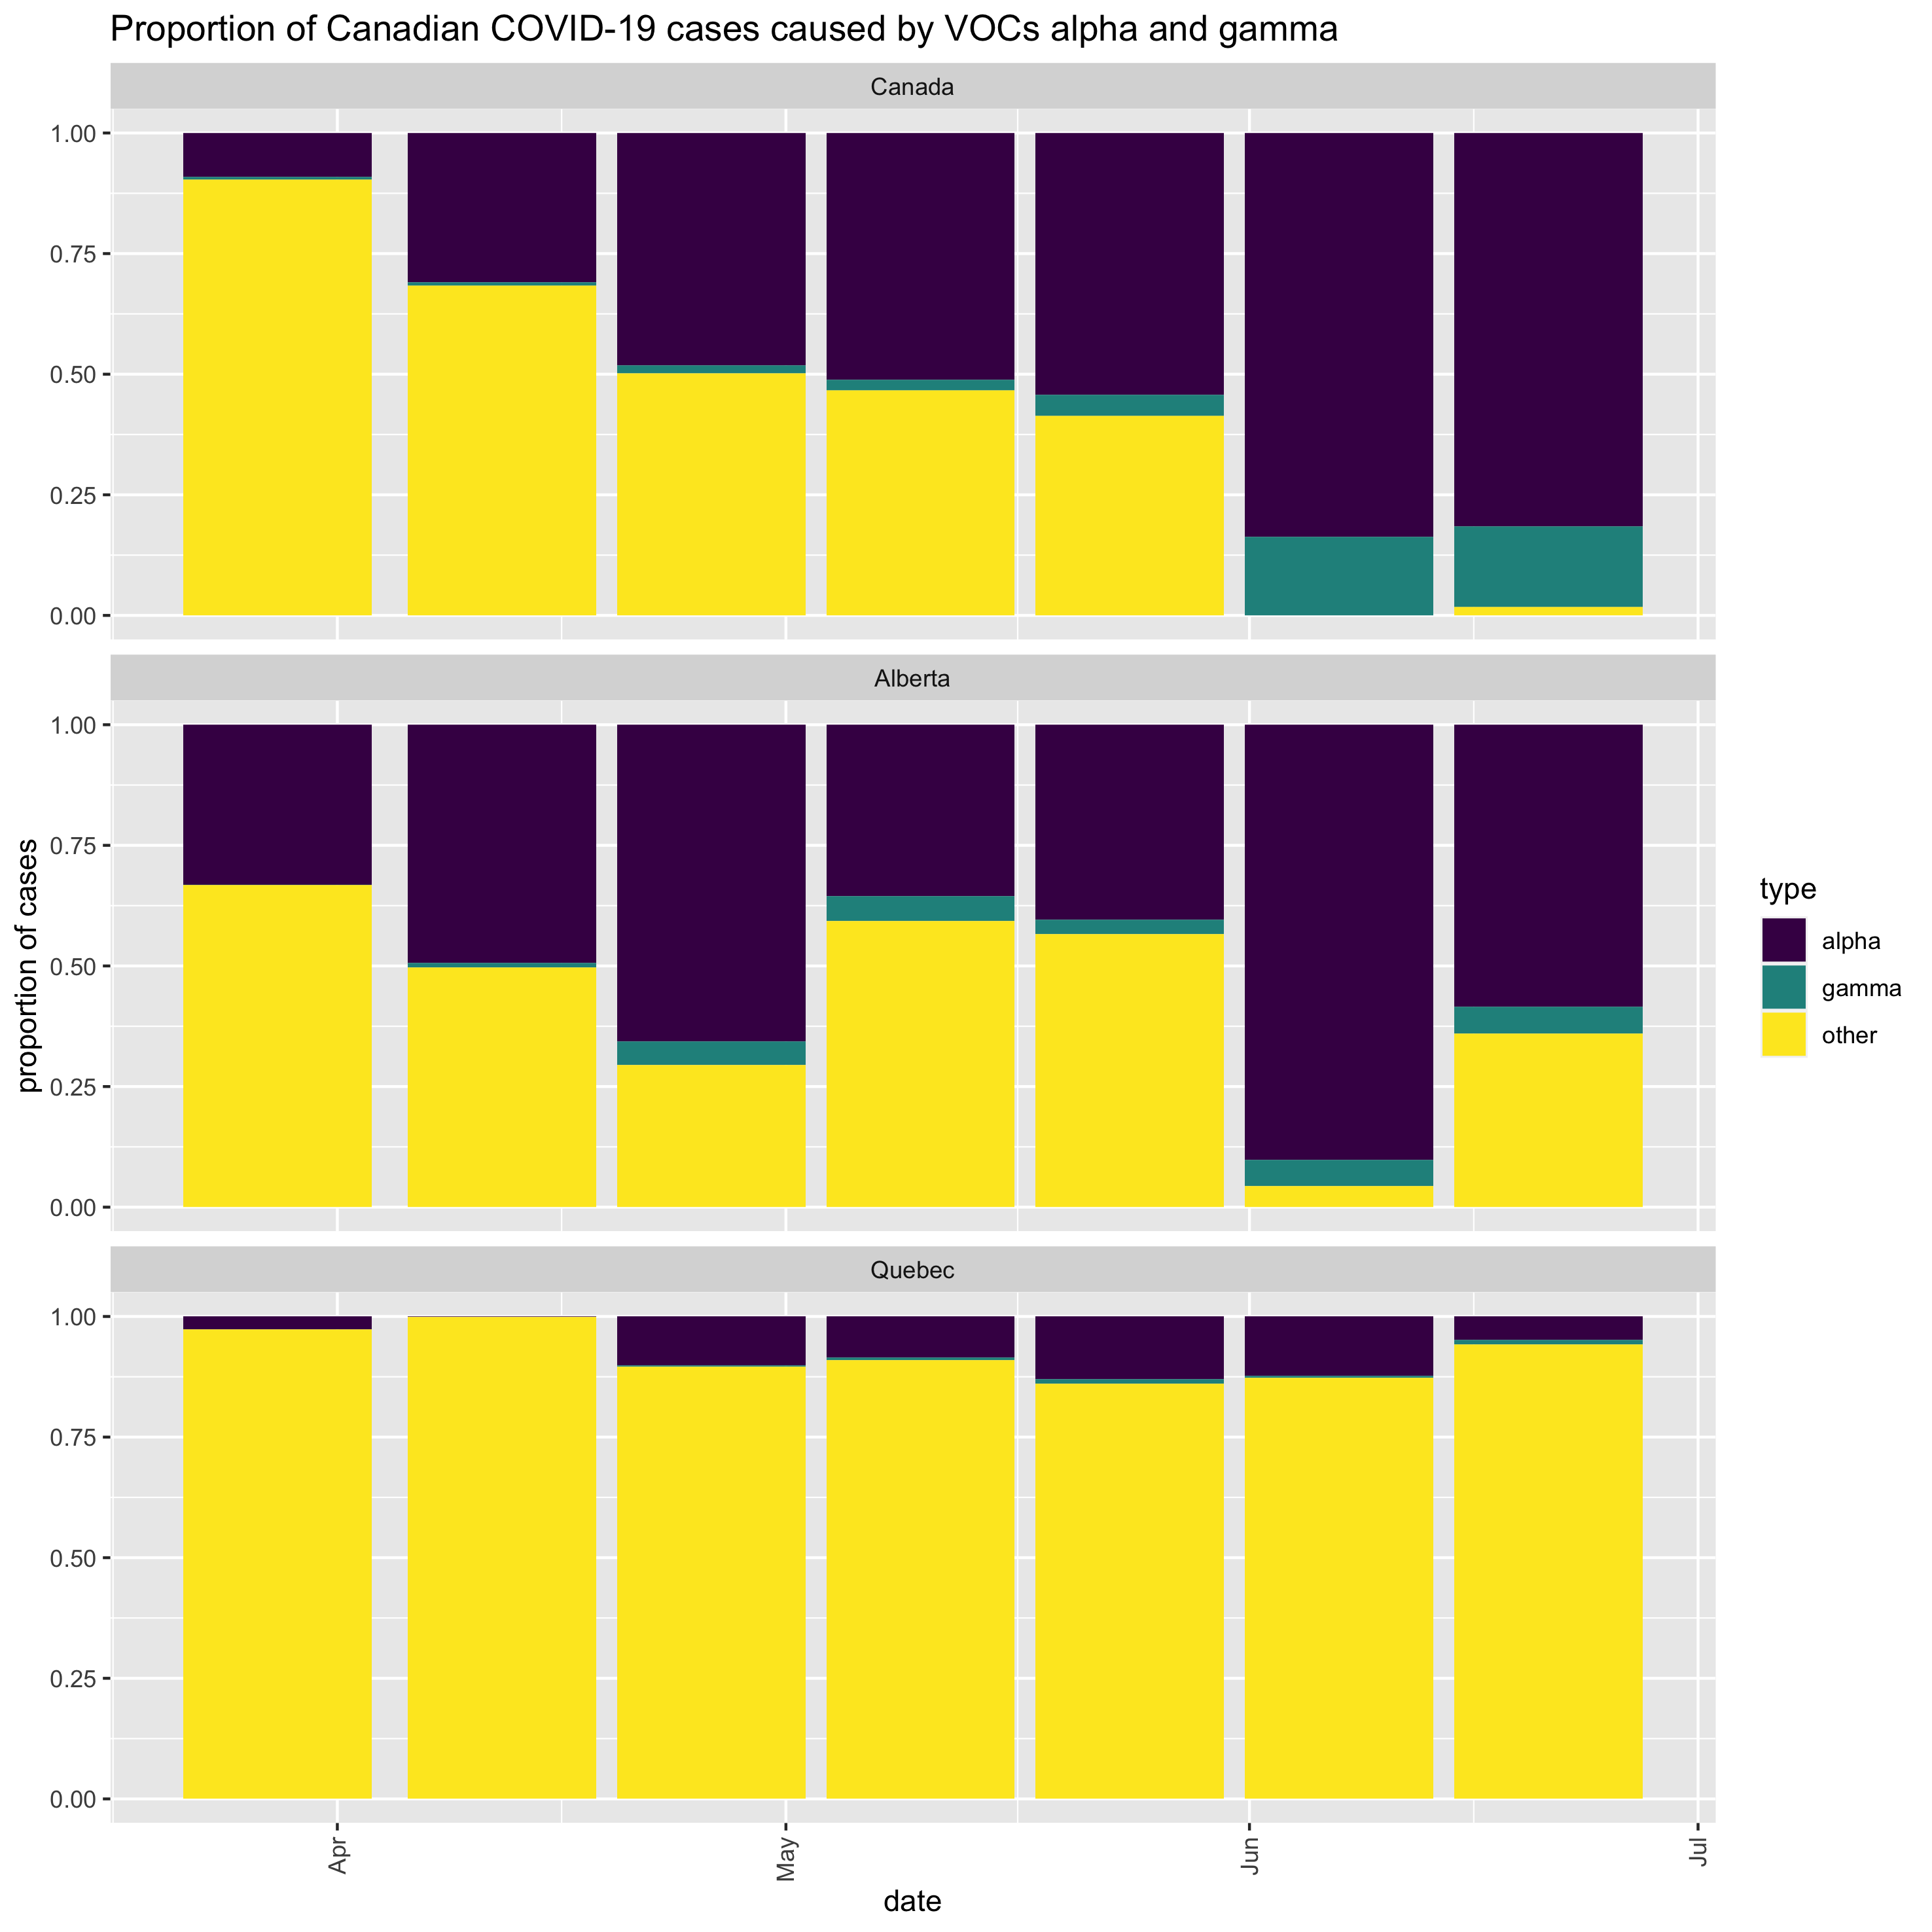 Proportion of Canadian COVID-19 cases caused by VOCs alpha and gamma
Canada
1.00
0.75
0.50
0.25
0.00
Alberta
1.00
0.75
0.50
0.25
0.00
Quebec
1.00
0.75
0.50
0.25
0.00
proportion of cases
Apr
May
Jun
Jul
date
type
alpha
gamma
other